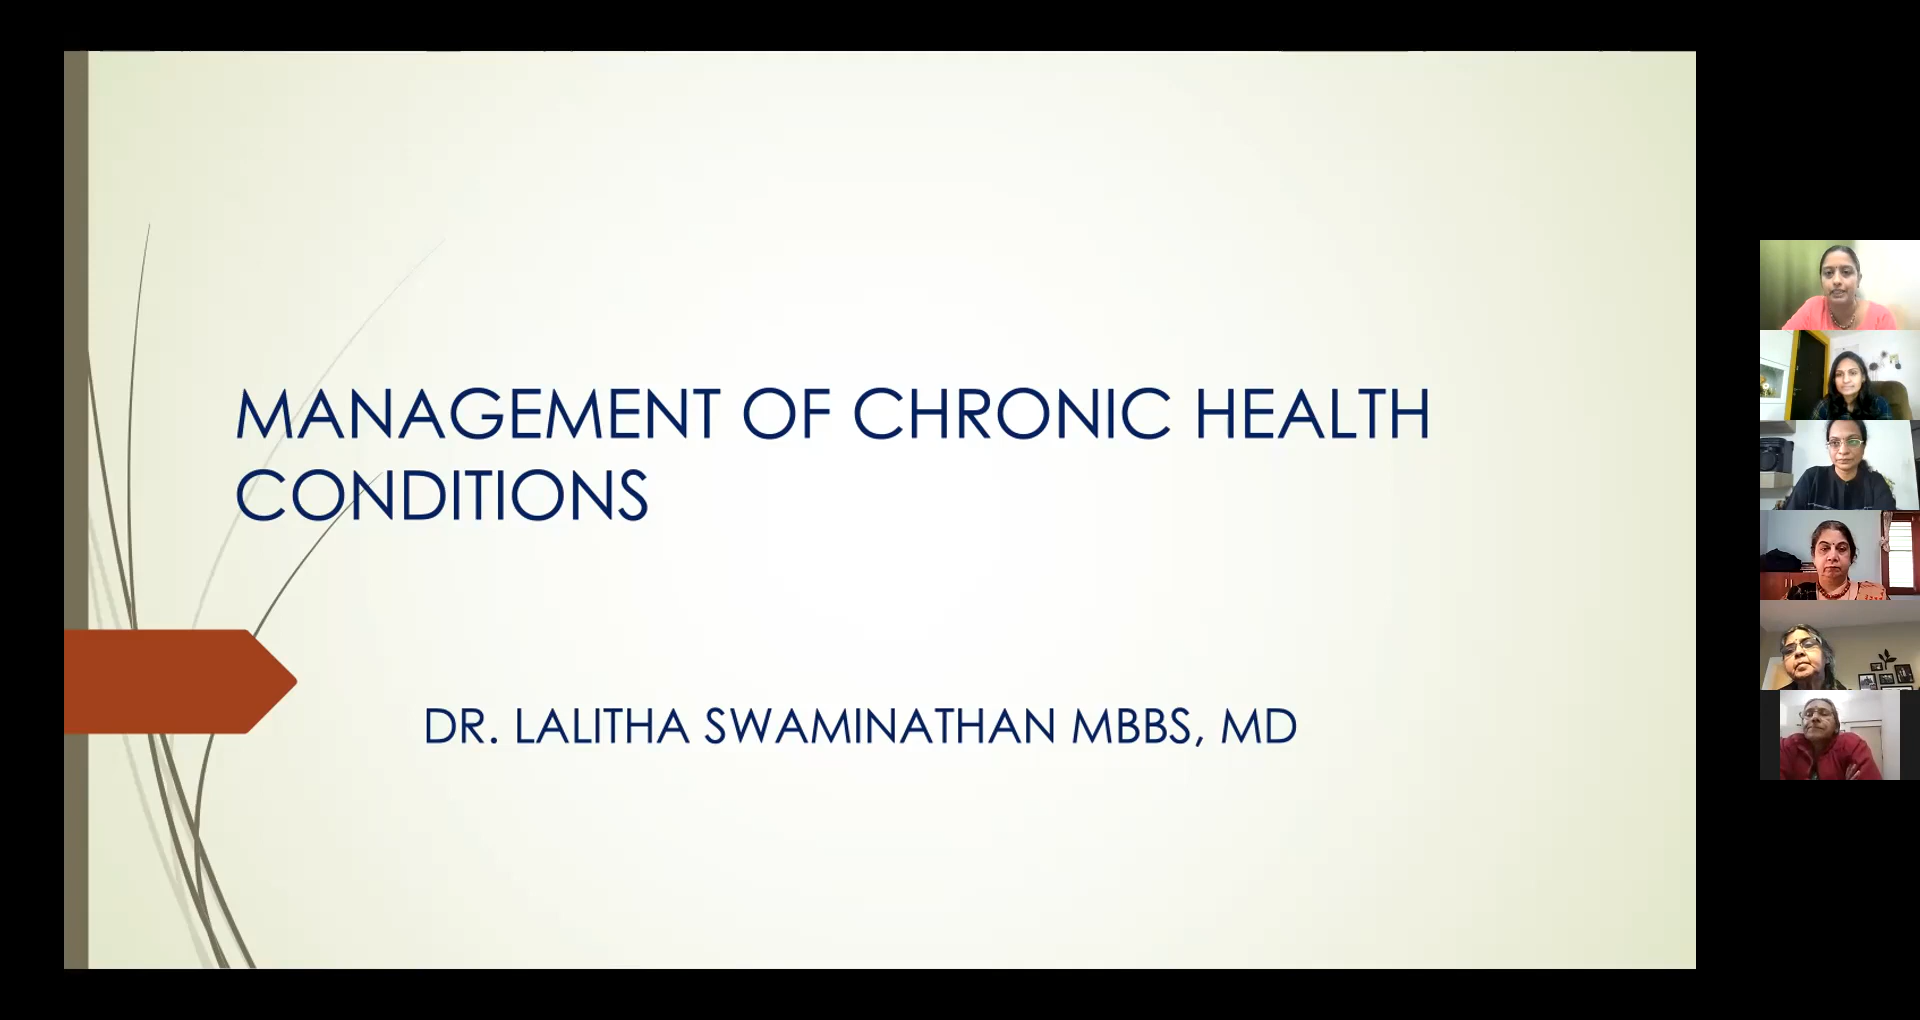 MANAGEMENT OF CHRONIC HEALTH
CONDITIONS
DR. LALITHA SWAMINATHAN MBBS, MD